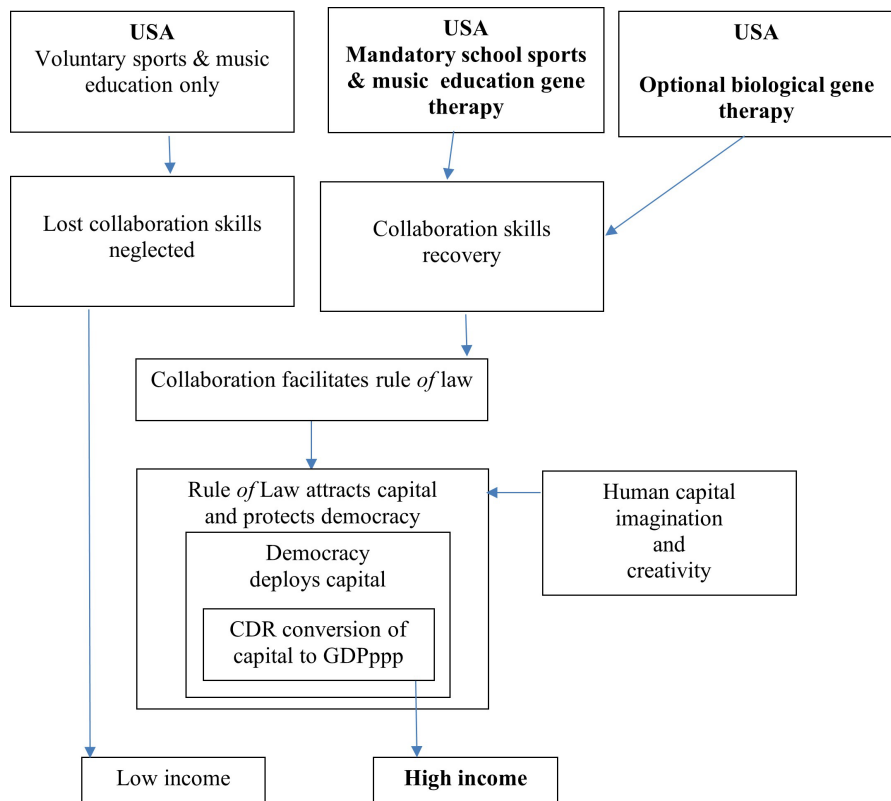 USA
Voluntary sports & music
education only
USA
Mandatory school sports
& music education gene
therapy
USA
Optional biological gene
therapy
Lost collaboration skills
neglected
Collaboration skills
recovery
Collaboration facilitates rule of law
Rule of Law attracts capital
and protects democracy
Democracy
deploys capital
CDR conversion of
capital to GDPppp
Human capital
imagination
and
creativity
Low income
High income